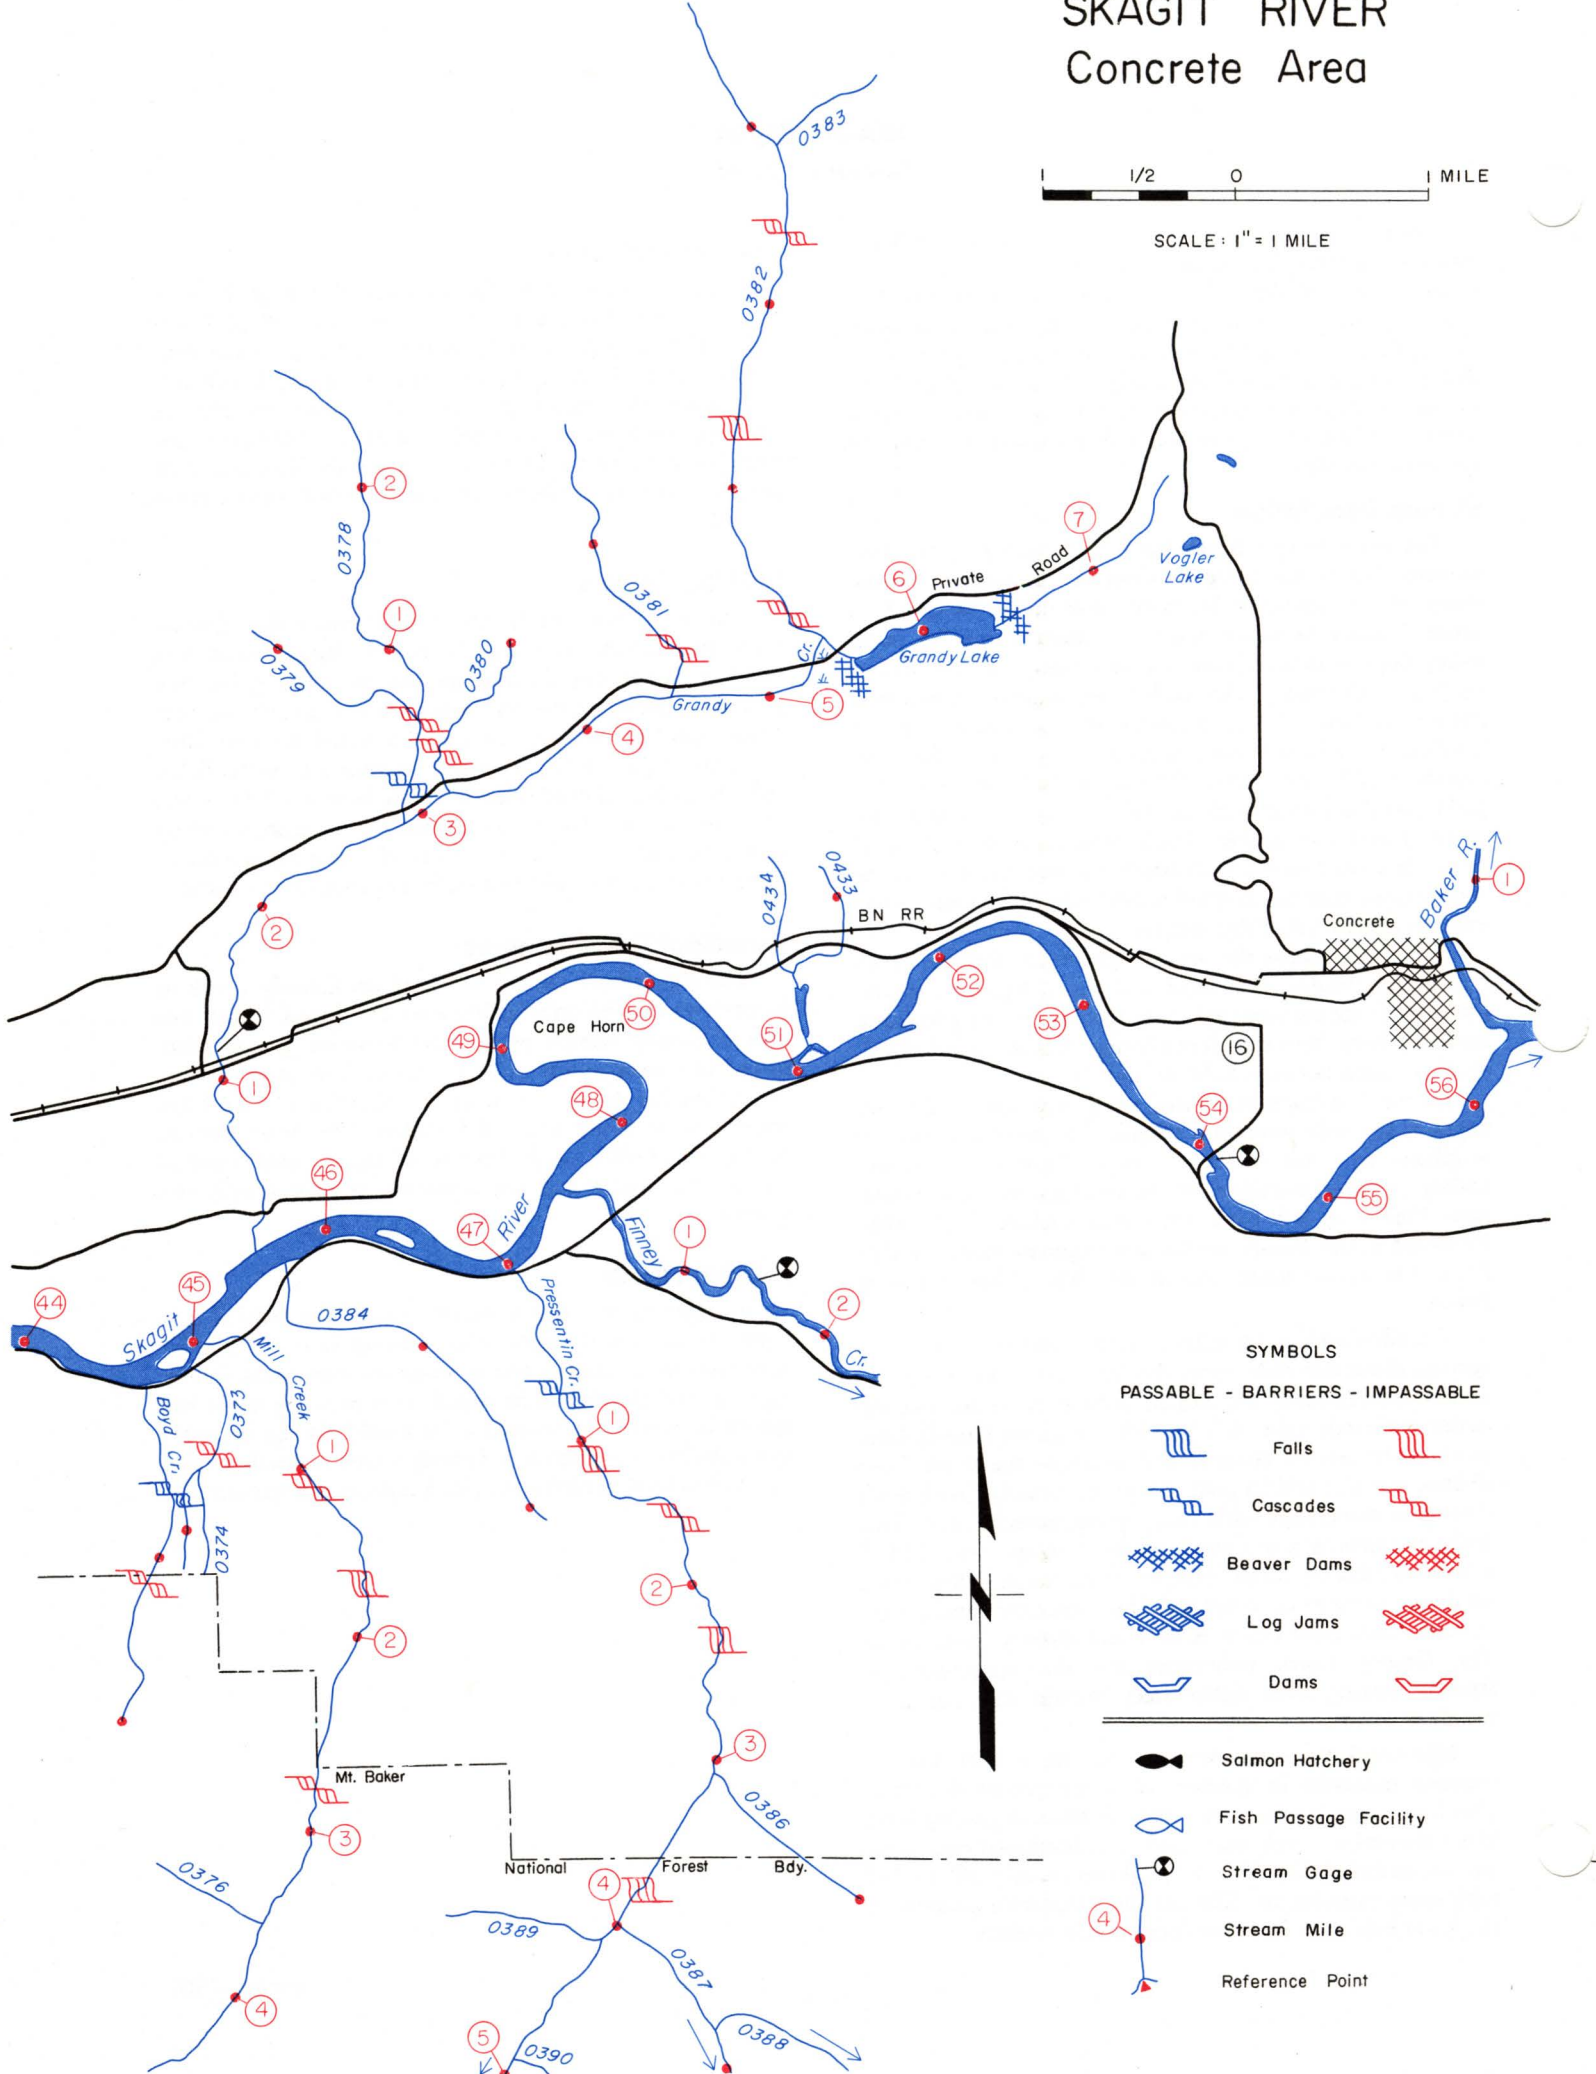 SKAGIT RIVER
Concrete Area
1 1/2 0 1 MILE
SCALE: 1" = 1 MILE
0383
0382
2
0378
1
0379
0380
0381
7
6
Private Road
Vogler
Lake
Grandy Lake
Cr.
Grandy
5
4
3
2
0434
0433
BN RR
Concrete
Baker R.
1
50
Cape Horn
49
51
52
53
16
1
48
54
56
55
46
47
River
Finney
1
2
Cr.
44
45
Skagit
0384
Mill
Creek
Pressentin Cr.
Boyd Cr.
0373
1
1
0374
2
2
3
Mt. Baker
0386
National Forest Bdy.
3
0376
4
0389
0387
4
5
0390
0388
SYMBOLS
PASSABLE - BARRIERS - IMPASSABLE
Falls
Cascades
Beaver Dams
Log Jams
Dams
Salmon Hatchery
Fish Passage Facility
Stream Gage
4
Stream Mile
Reference Point
N